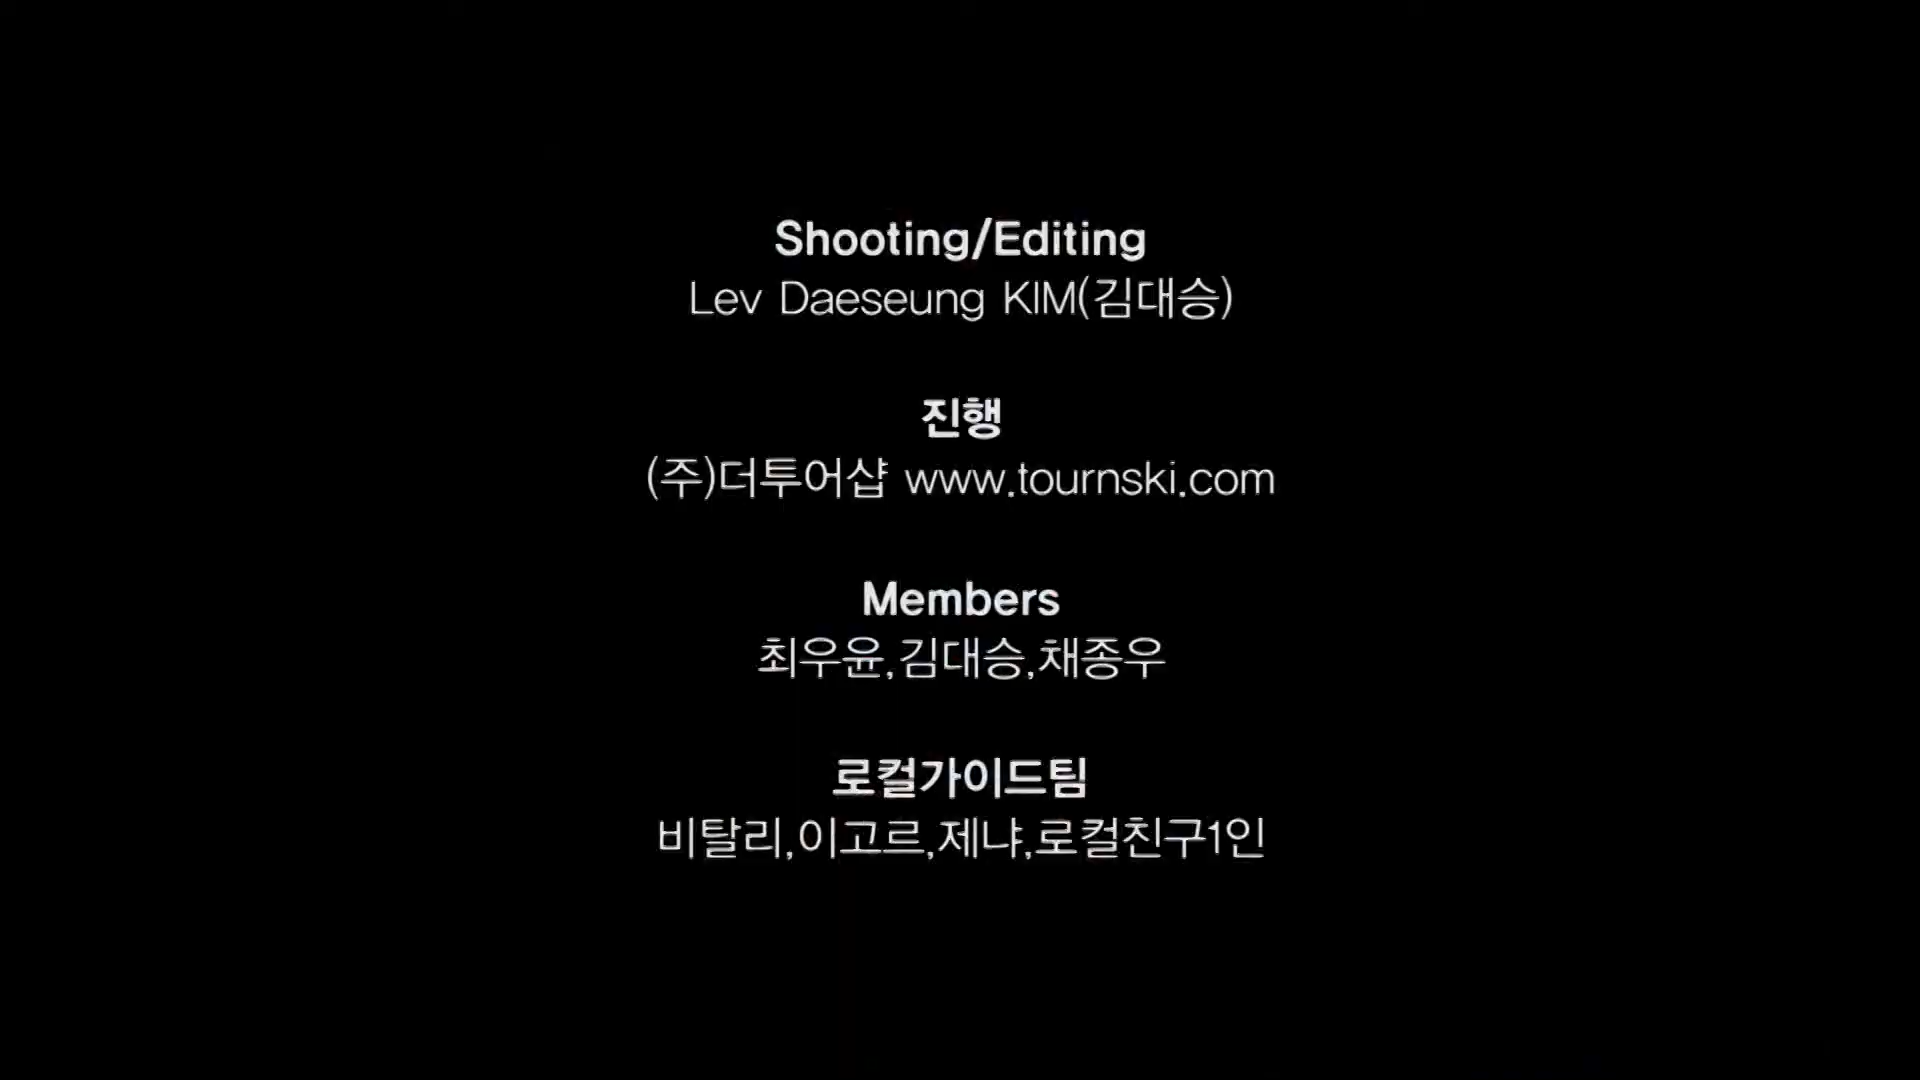 Shooting/Editing
Lev Daeseung KIM(김대승)
진행
(주)더투어샵 www.tournski.com
Members
최우윤,김대승,채종우
로컬가이드팀
비탈리,이고르,제냐,로컬친구1인